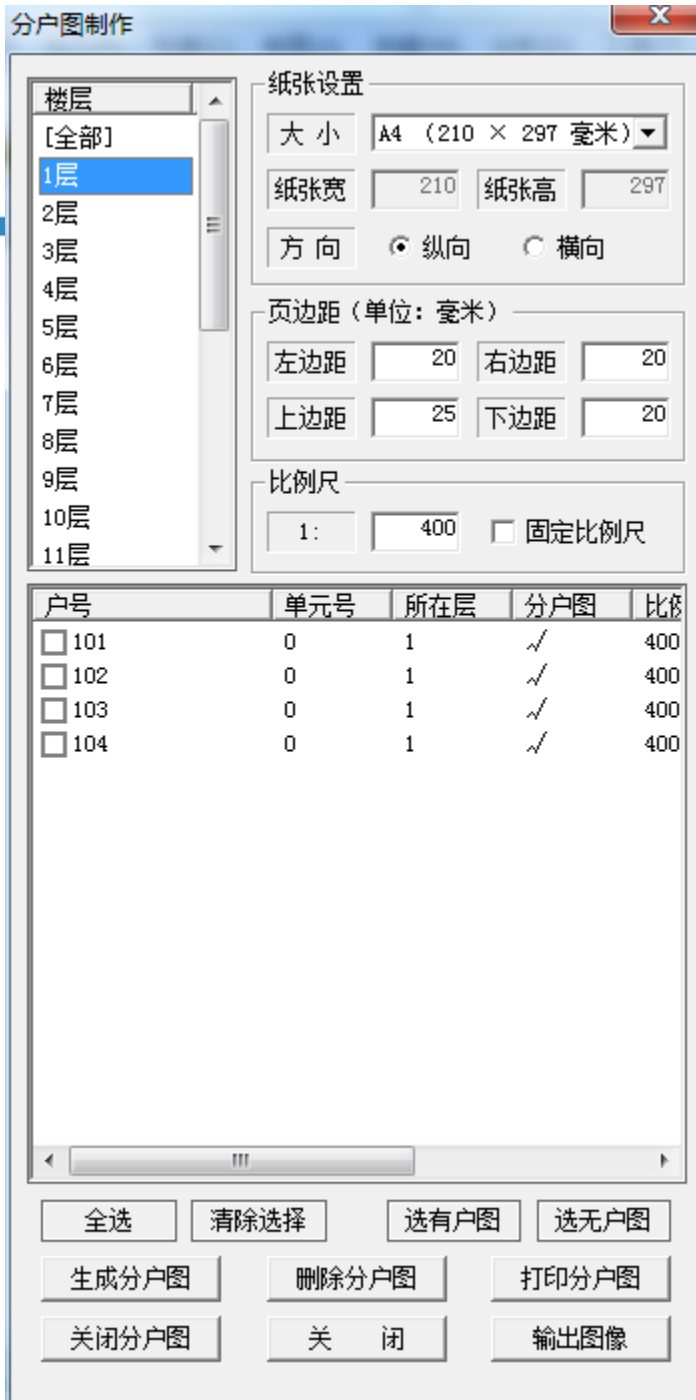 分户图制作
楼层
[全部]
1层
2层
3层
4层
5层
6层
7层
8层
9层
10层
11层
纸张设置
大 小 A4 (210 × 297 毫米)
纸张宽 210 纸张高 297
方 向 纵向 横向
页边距（单位：毫米）
左边距 20 右边距 20
上边距 25 下边距 20
比例尺
1: 400 固定比例尺
户号 单元号 所在层 分户图 比例
101 0 1 √ 400
102 0 1 √ 400
103 0 1 √ 400
104 0 1 √ 400
全选 清除选择 选有户图 选无户图
生成分户图 删除分户图 打印分户图
关闭分户图 关 闭 输出图像